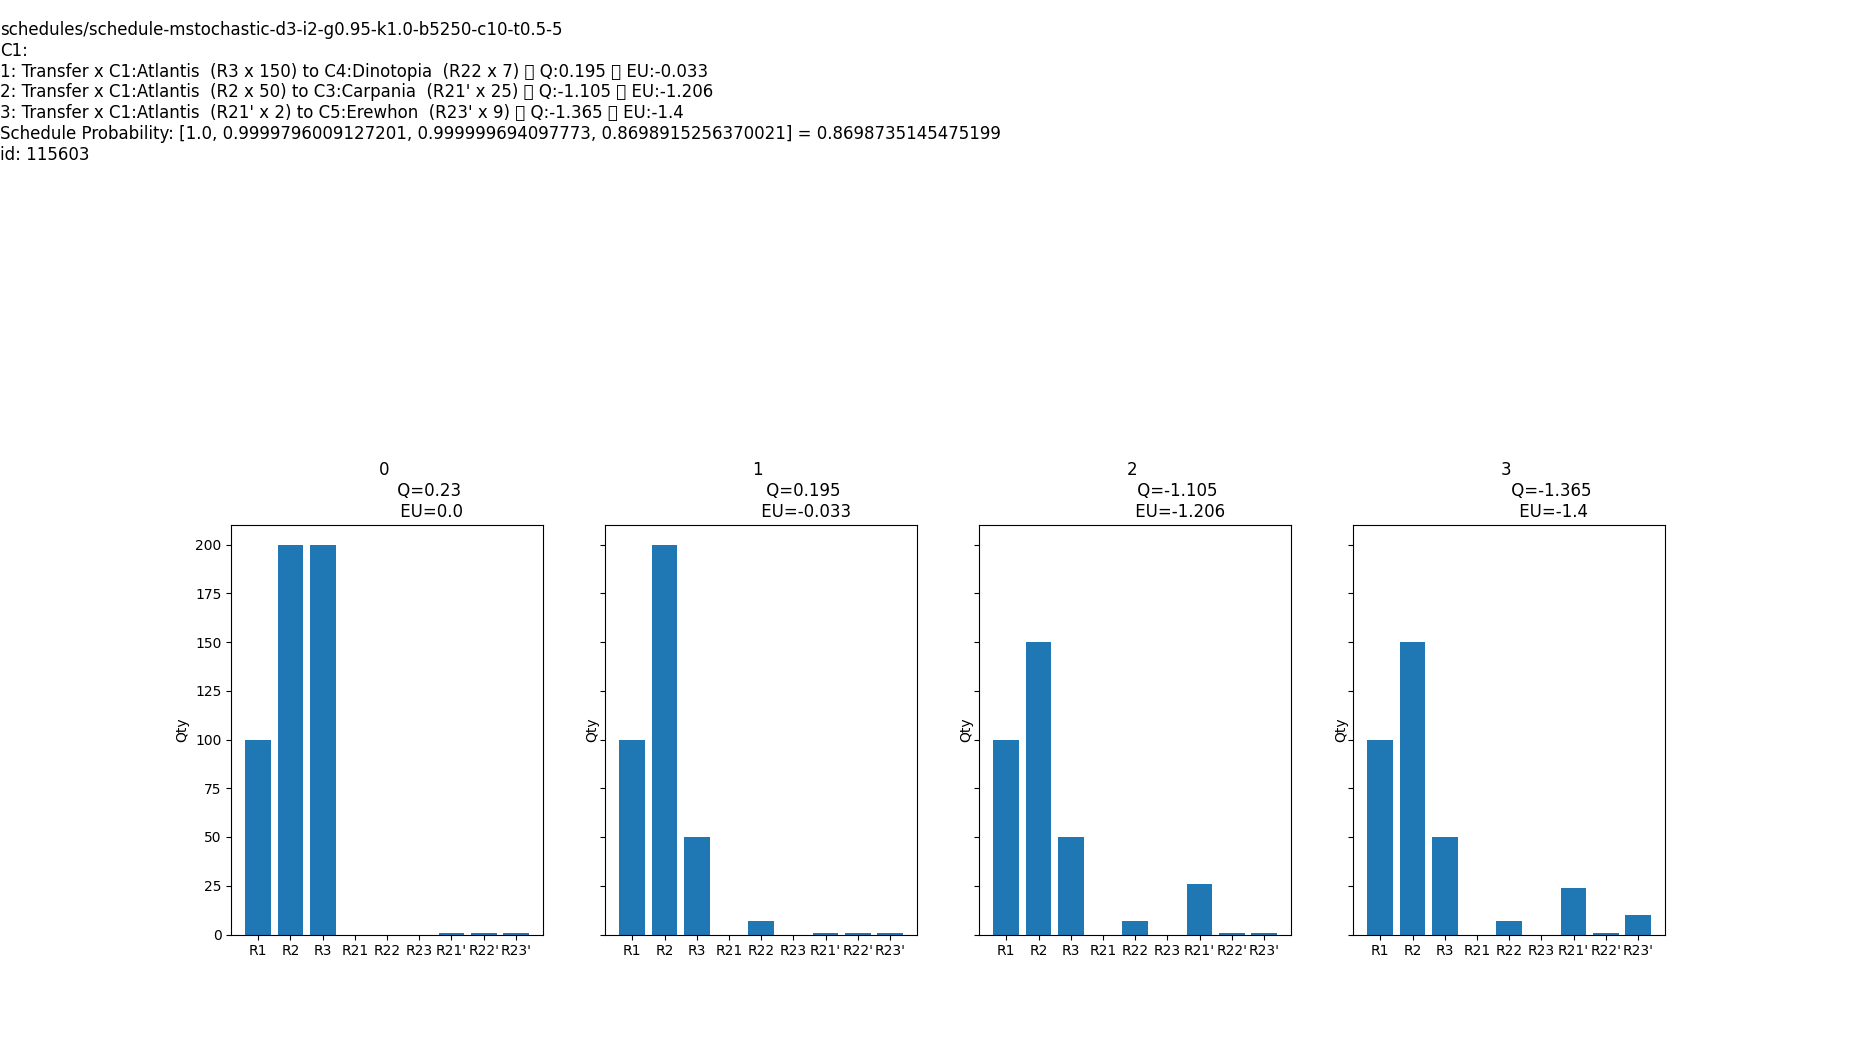 schedules/schedule-mstochastic-d3-i2-g0.95-k1.0-b5250-c10-t0.5-5
C1:
1: Transfer x C1:Atlantis  (R3 x 150) to C4:Dinotopia  (R22 x 7) ▯ Q:0.195 ▯ EU:-0.033
2: Transfer x C1:Atlantis  (R2 x 50) to C3:Carpania  (R21' x 25) ▯ Q:-1.105 ▯ EU:-1.206
3: Transfer x C1:Atlantis  (R21' x 2) to C5:Erewhon  (R23' x 9) ▯ Q:-1.365 ▯ EU:-1.4
Schedule Probability: [1.0, 0.9999796009127201, 0.999999694097773, 0.8698915256370021] = 0.8698735145475199
id: 115603
0
Q=0.23
EU=0.0
200
175
150
125
100
75
50
25
0
Qty
R1 R2 R3 R21 R22 R23 R21' R22' R23'
1
Q=0.195
EU=-0.033
Qty
R1 R2 R3 R21 R22 R23 R21' R22' R23'
2
Q=-1.105
EU=-1.206
Qty
R1 R2 R3 R21 R22 R23 R21' R22' R23'
3
Q=-1.365
EU=-1.4
Qty
R1 R2 R3 R21 R22 R23 R21' R22' R23'